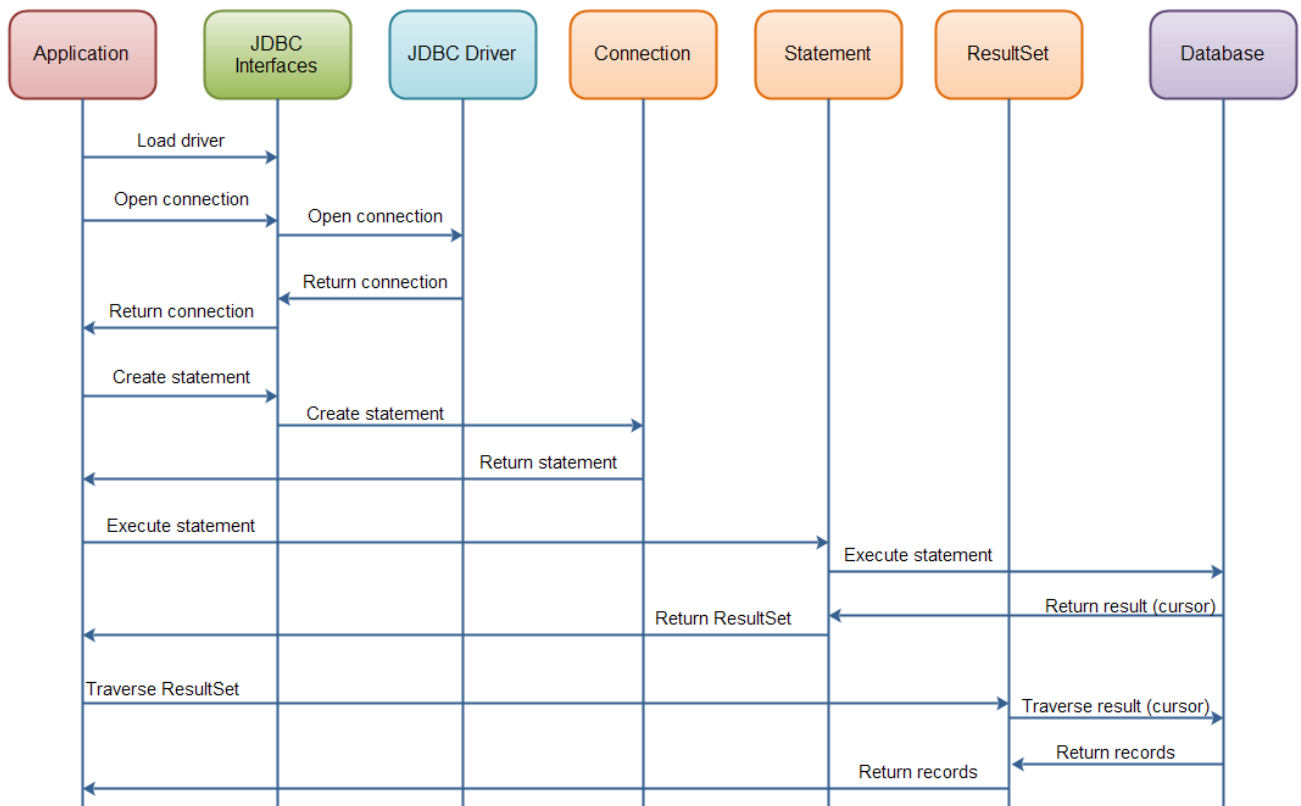 Application
JDBC
Interfaces
JDBC Driver
Connection
Statement
ResultSet
Database
Load driver
Open connection
Open connection
Return connection
Return connection
Create statement
Create statement
Return statement
Execute statement
Execute statement
Return result (cursor)
Return ResultSet
Traverse ResultSet
Traverse result (cursor)
Return records
Return records